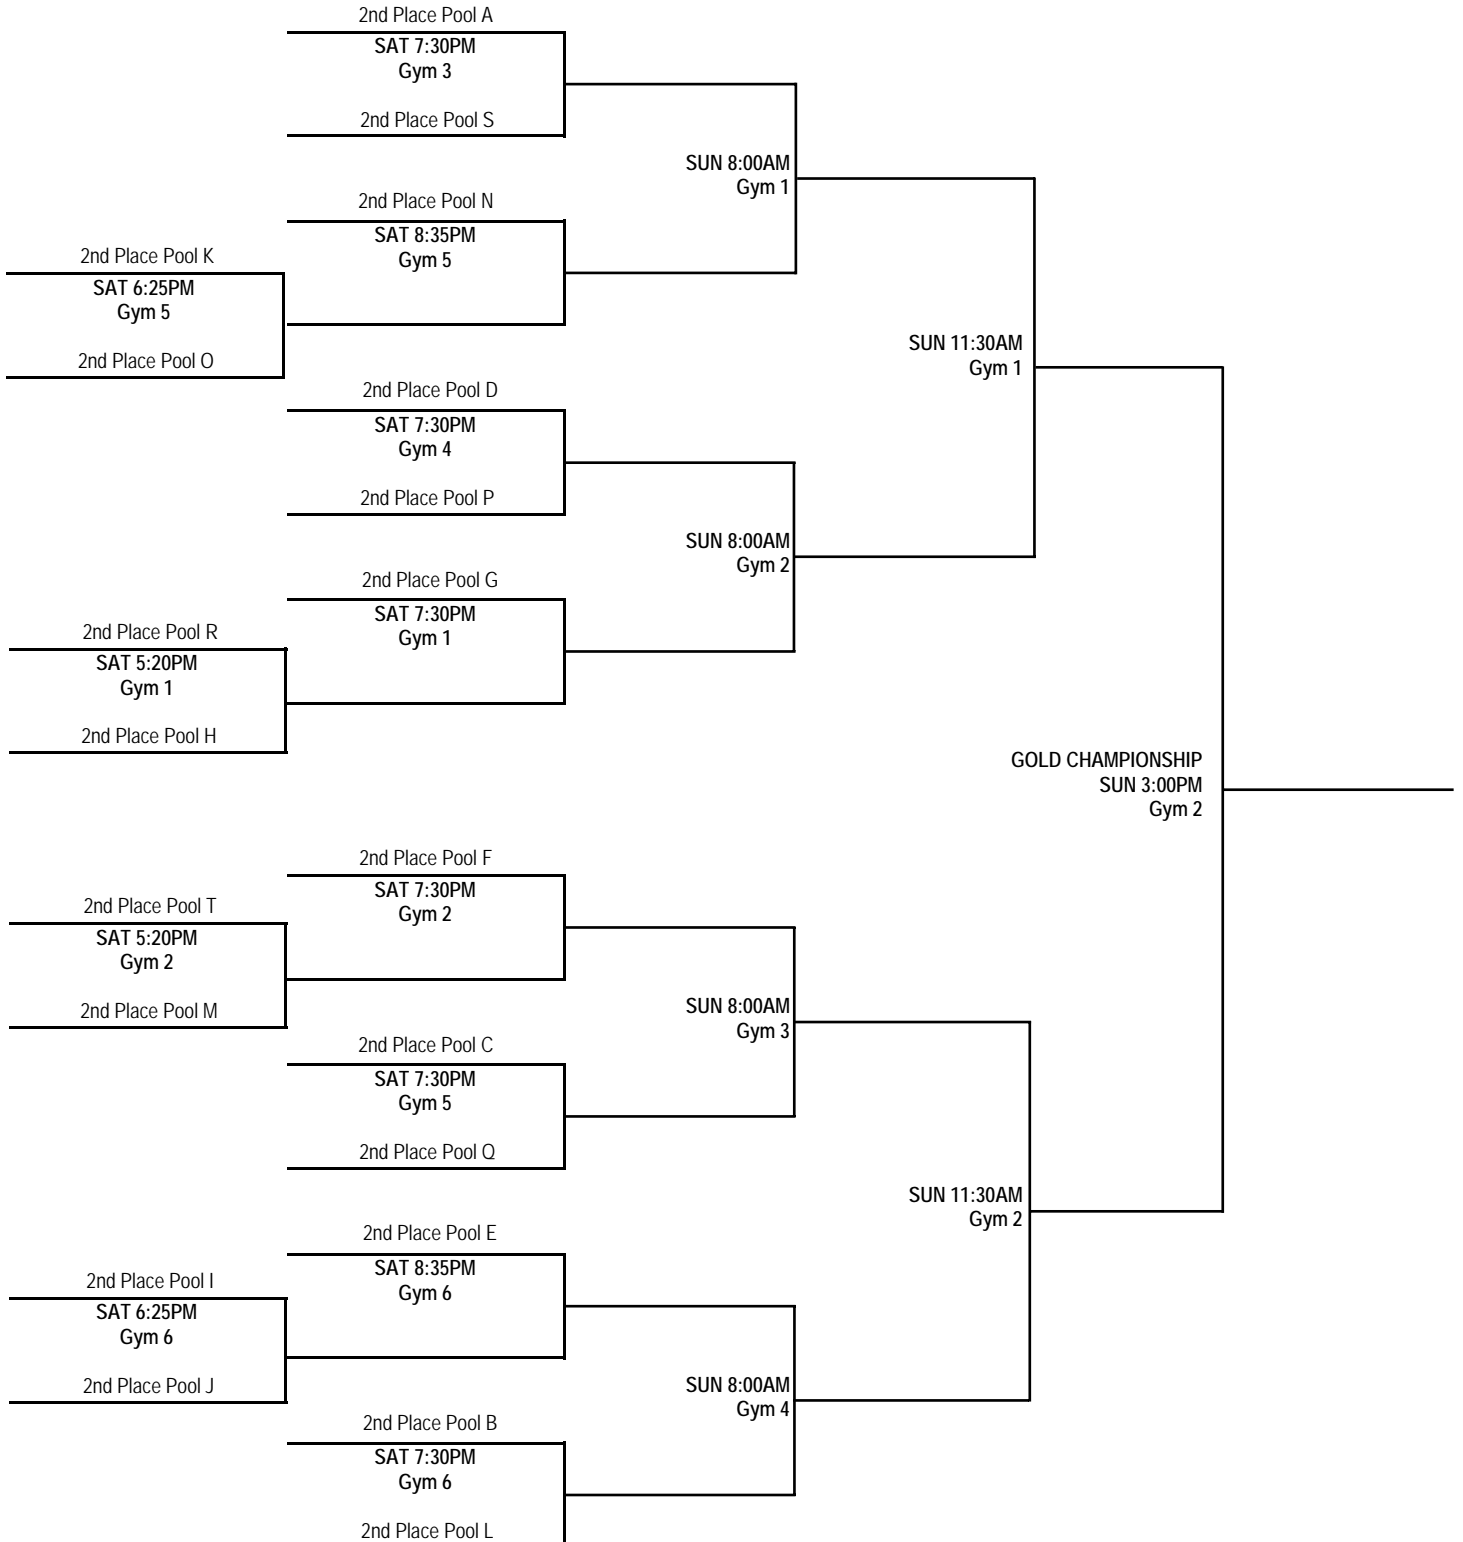 2nd Place Pool A
SAT 7:30PM
Gym 3
2nd Place Pool S
SUN 8:00AM
Gym 1
2nd Place Pool N
SAT 8:35PM
Gym 5
2nd Place Pool K
SAT 6:25PM
Gym 5
2nd Place Pool O
SUN 11:30AM
Gym 1
2nd Place Pool D
SAT 7:30PM
Gym 4
2nd Place Pool P
SUN 8:00AM
Gym 2
2nd Place Pool G
SAT 7:30PM
Gym 1
2nd Place Pool R
SAT 5:20PM
Gym 1
2nd Place Pool H
GOLD CHAMPIONSHIP
SUN 3:00PM
Gym 2
2nd Place Pool F
SAT 7:30PM
Gym 2
2nd Place Pool T
SAT 5:20PM
Gym 2
2nd Place Pool M
SUN 8:00AM
Gym 3
2nd Place Pool C
SAT 7:30PM
Gym 5
2nd Place Pool Q
SUN 11:30AM
Gym 2
2nd Place Pool E
SAT 8:35PM
Gym 6
2nd Place Pool I
SAT 6:25PM
Gym 6
2nd Place Pool J
SUN 8:00AM
Gym 4
2nd Place Pool B
SAT 7:30PM
Gym 6
2nd Place Pool L